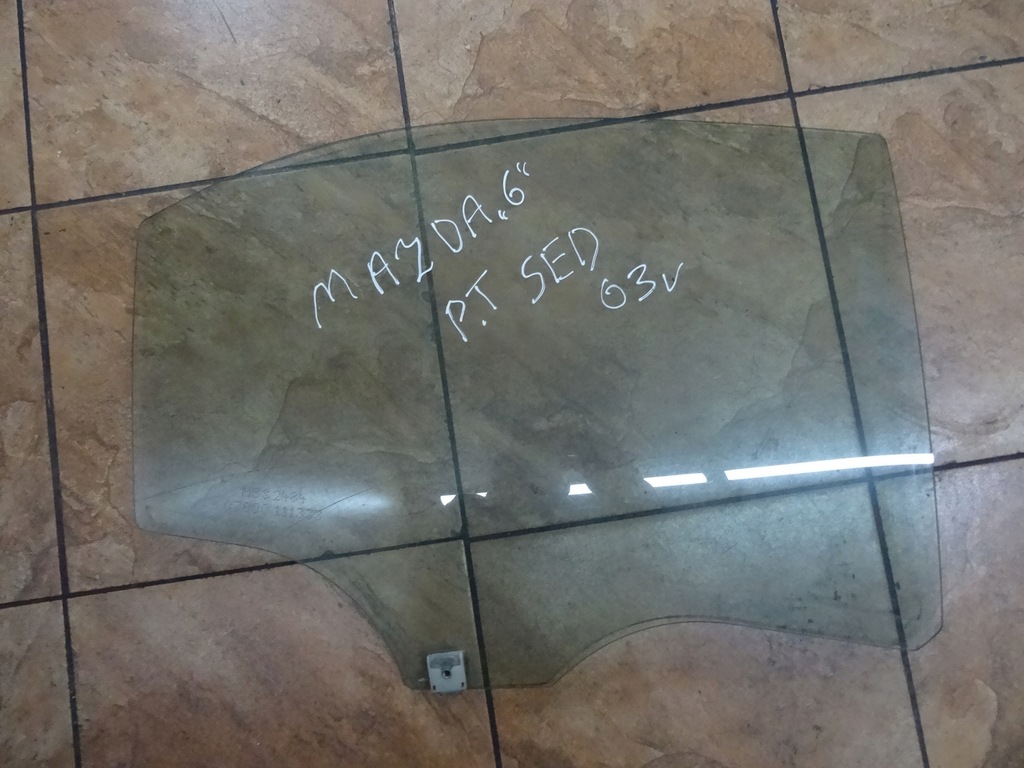 MAZDA „6“
P.T SED 03v